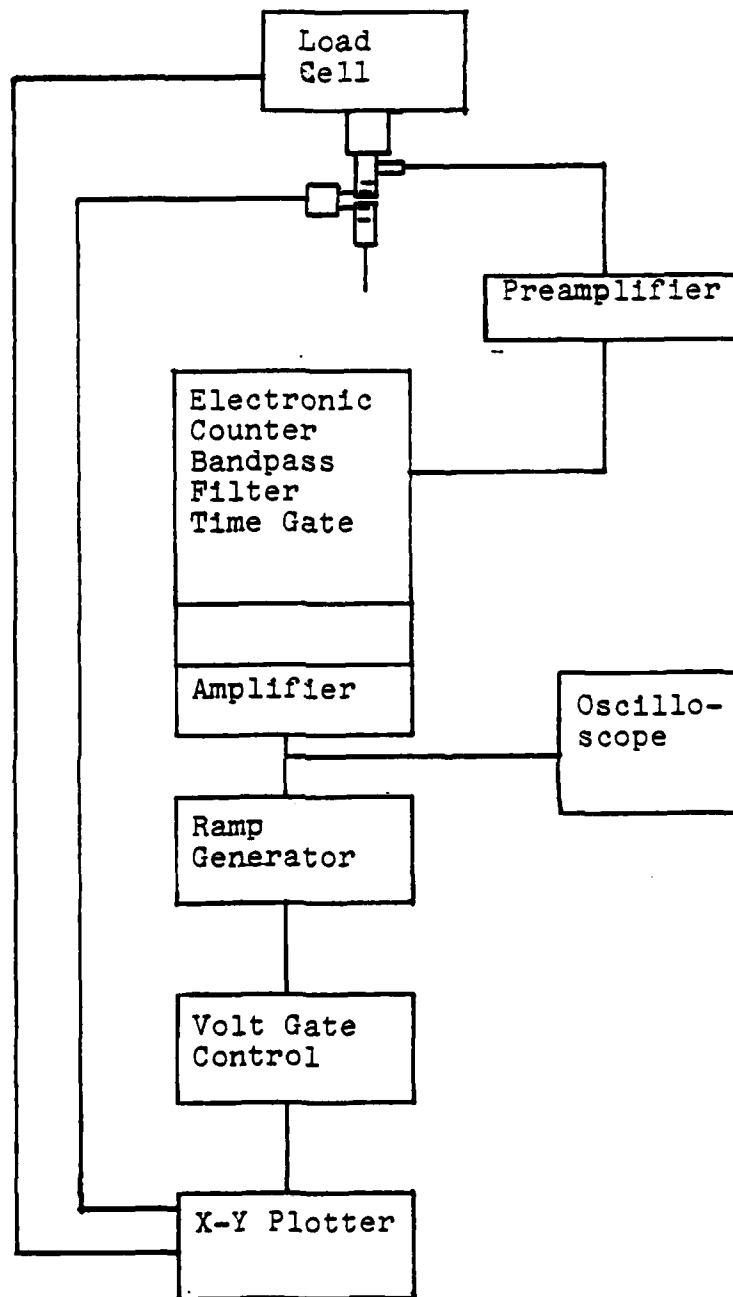 Load
Cell
Preamplifier
Electronic
Counter
Bandpass
Filter
Time Gate
Amplifier
Oscillo-
scope
Ramp
Generator
Volt Gate
Control
X-Y Plotter